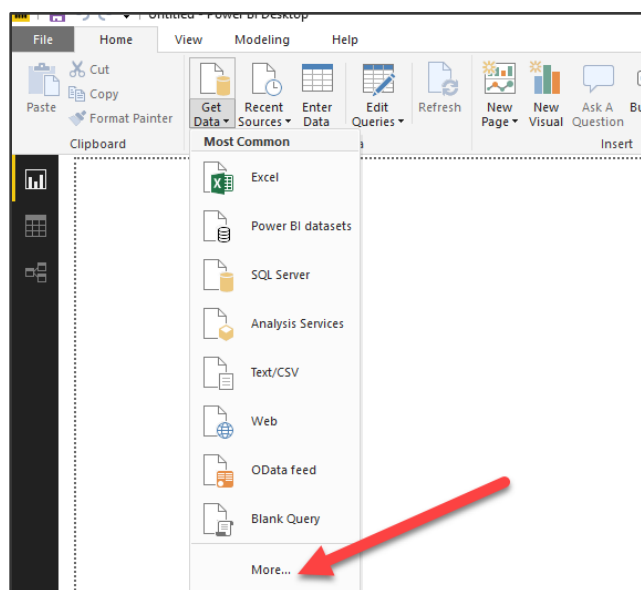 Untitled - Power BI Desktop
File Home View Modeling Help
Cut
Copy
Format Painter
Paste
Get Data
Recent Sources
Enter Data
Edit Queries
Refresh
New Page
New Visual
Ask A Question
Clipboard
Insert
Most Common
Excel
Power BI datasets
SQL Server
Analysis Services
Text/CSV
Web
OData feed
Blank Query
More...